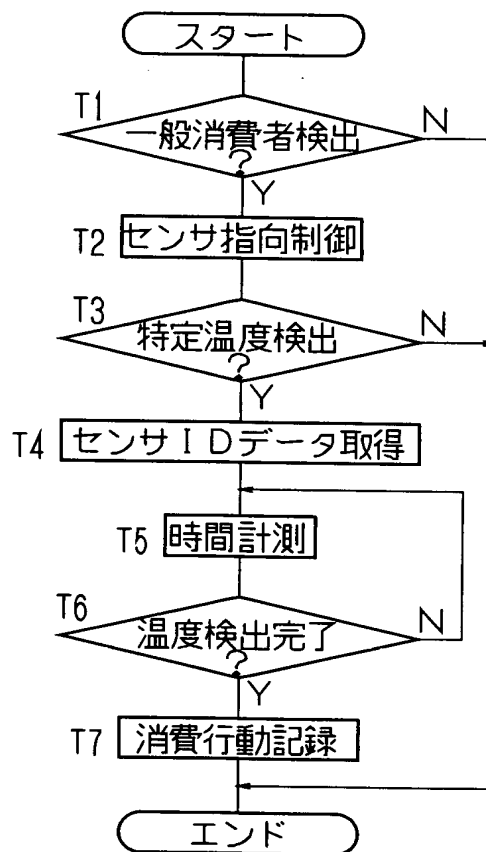 スタート
T1
一般消費者検出
?
N
Y
T2
センサ指向制御
T3
特定温度検出
?
N
Y
T4
センサIDデータ取得
T5
時間計測
T6
温度検出完了
?
N
Y
T7
消費行動記録
エンド